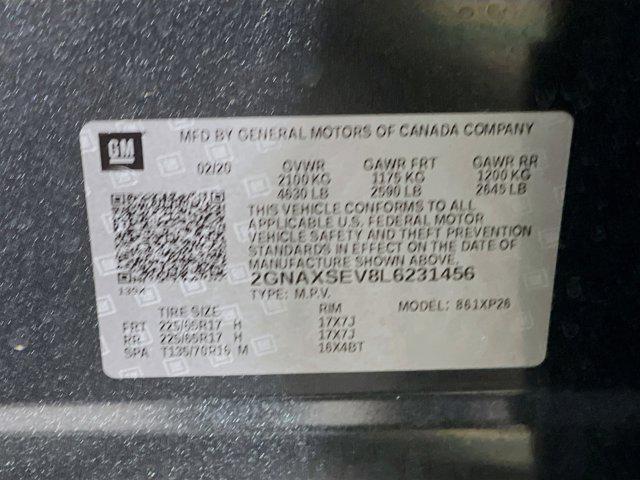 GM
MFD BY GENERAL MOTORS OF CANADA COMPANY
02/20 GVWR GAWR FRT GAWR RR
2100 KG 1175 KG 1200 KG
4630 LB 2590 LB 2645 LB
THIS VEHICLE CONFORMS TO ALL
APPLICABLE U.S. FEDERAL MOTOR
VEHICLE SAFETY AND THEFT PREVENTION
STANDARDS IN EFFECT ON THE DATE OF
MANUFACTURE SHOWN ABOVE.
2GNAXSEV8L6231456
TYPE: M.P.V.
TIRE SIZE RIM MODEL: 861XP26
FRT 225/65R17 H 17X7J
RR 225/65R17 H 17X7J
SPA T135/70R16 M 16X4BT